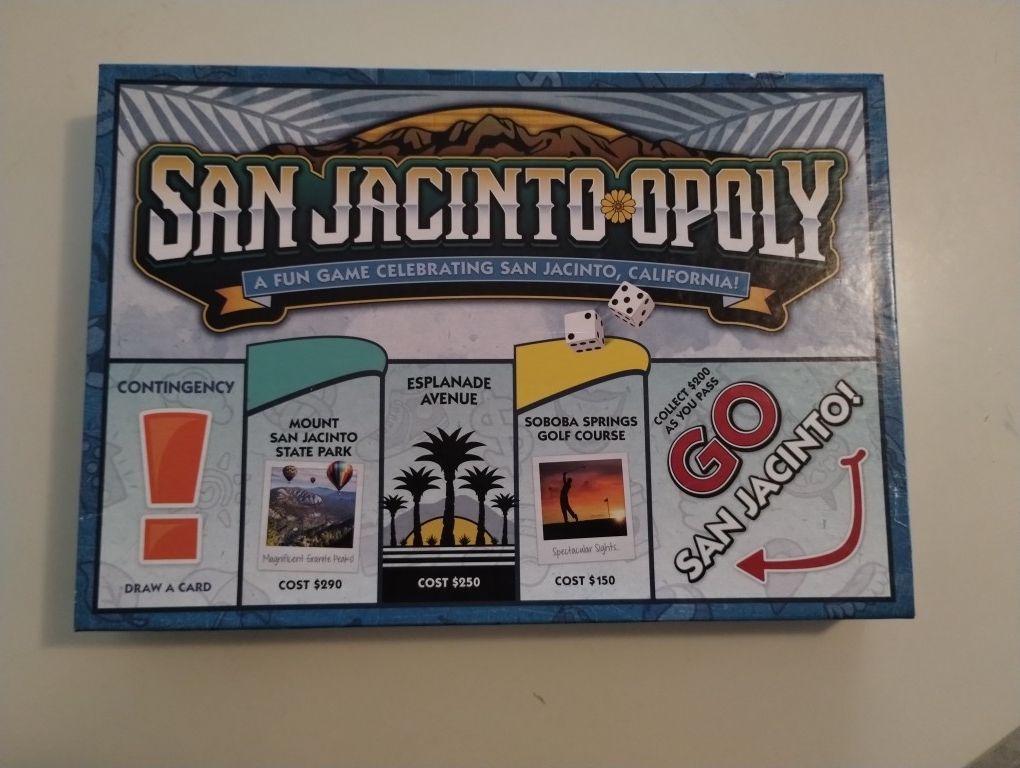 SAN JACINTO OPOLY
A FUN GAME CELEBRATING SAN JACINTO, CALIFORNIA!
CONTINGENCY
!
DRAW A CARD
MOUNT
SAN JACINTO
STATE PARK
Magnificent Granite Peaks!
COST $290
ESPLANADE
AVENUE
COST $250
SOBOBA SPRINGS
GOLF COURSE
Spectacular Sights.
COST $150
COLLECT $200
AS YOU PASS
GO
SAN JACINTO!